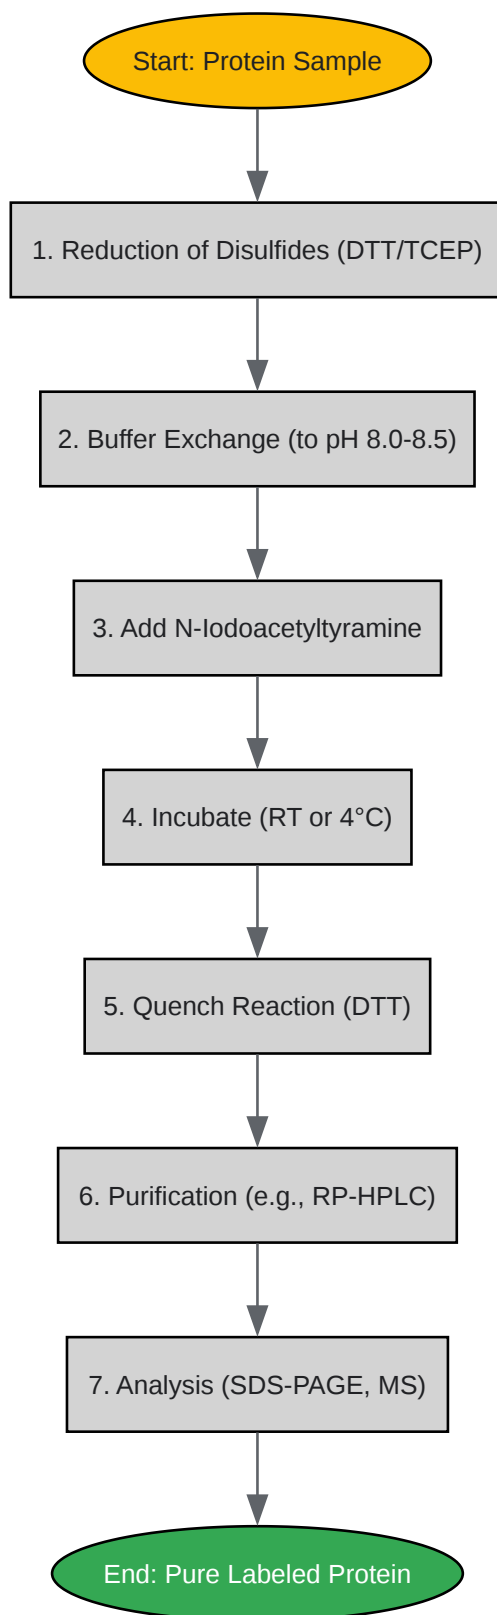 Start: Protein Sample
1. Reduction of Disulfides (DTT/TCEP)
2. Buffer Exchange (to pH 8.0-8.5)
3. Add N-Iodoacetyltyramine
4. Incubate (RT or 4°C)
5. Quench Reaction (DTT)
6. Purification (e.g., RP-HPLC)
7. Analysis (SDS-PAGE, MS)
End: Pure Labeled Protein